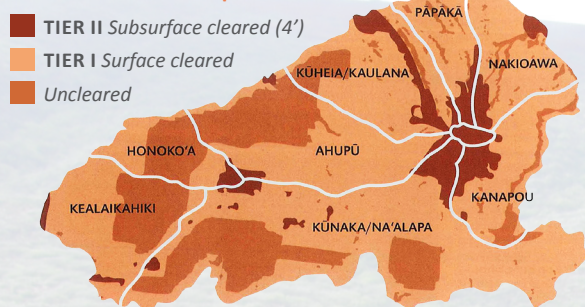 TIER II Subsurface cleared (4’)
TIER I Surface cleared
Uncleared
PAPAKĀ
NAKIOAWA
KŪHEIA/KAULANA
HONOKO‘A
AHUPŪ
KEALAIKAHIKI
KANAPOU
KŪNAKA/NA‘ALAPA